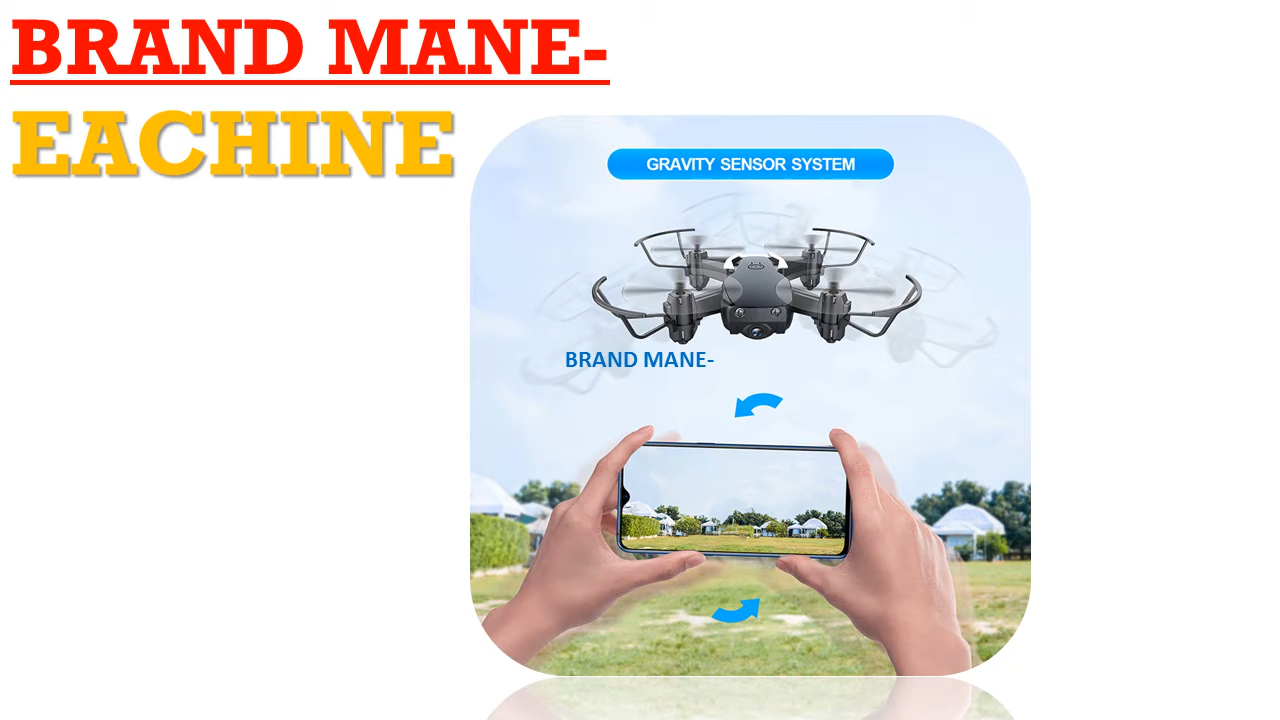 BRAND MANE-
EACHINE
GRAVITY SENSOR SYSTEM
BRAND MANE-